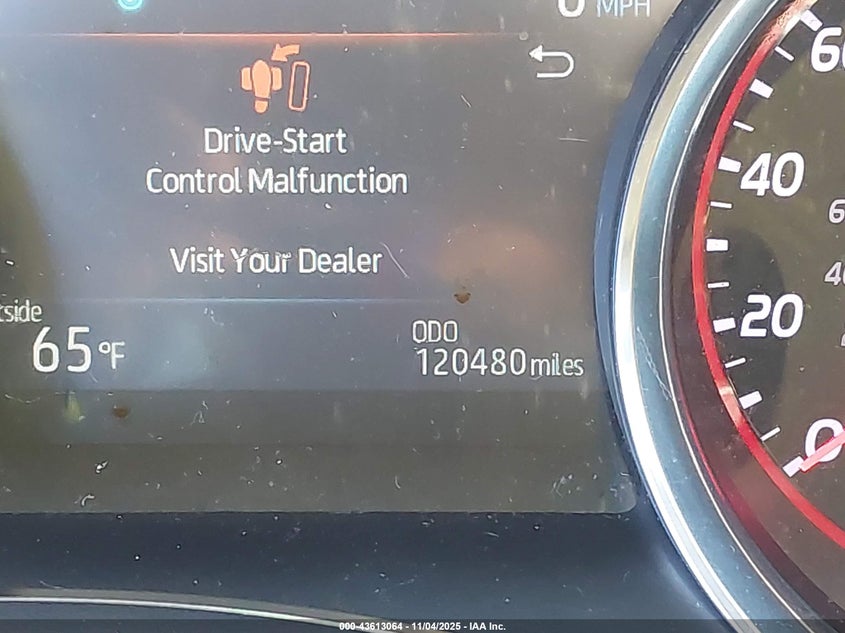 0 MPH
Drive-Start
Control Malfunction
Visit Your Dealer
65°F
ODO
120480 miles
60
40
20
0
000-43613064 - 11/04/2025 - IAA Inc.